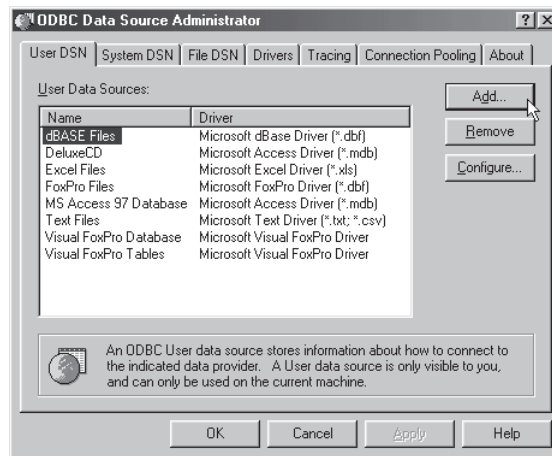 ODBC Data Source Administrator
User DSN System DSN File DSN Drivers Tracing Connection Pooling About
User Data Sources:
Name Driver
dBASE Files Microsoft dBase Driver (*.dbf)
DeluxeCD Microsoft Access Driver (*.mdb)
Excel Files Microsoft Excel Driver (*.xls)
FoxPro Files Microsoft FoxPro Driver (*.dbf)
MS Access 97 Database Microsoft Access Driver (*.mdb)
Text Files Microsoft Text Driver (*.txt; *.csv)
Visual FoxPro Database Microsoft Visual FoxPro Driver
Visual FoxPro Tables Microsoft Visual FoxPro Driver
Add...
Remove
Configure...
An ODBC User data source stores information about how to connect to
the indicated data provider. A User data source is only visible to you,
and can only be used on the current machine.
OK Cancel Apply Help